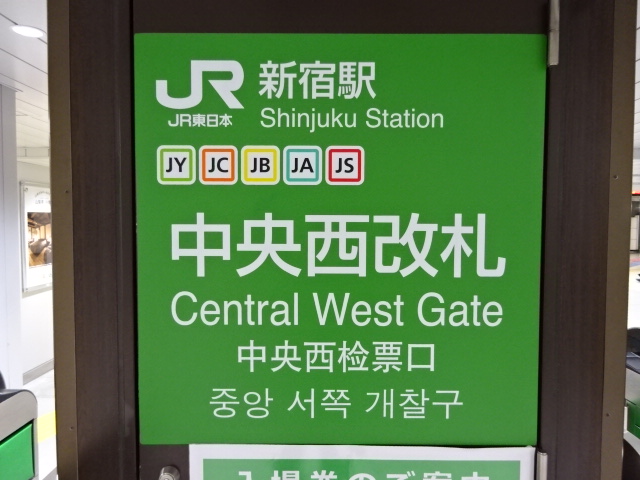 JR 新宿駅
JR東日本 Shinjuku Station
JY JC JB JA JS
中央西改札
Central West Gate
中央西检票口
중앙 서쪽 개찰구
入場券のご案内